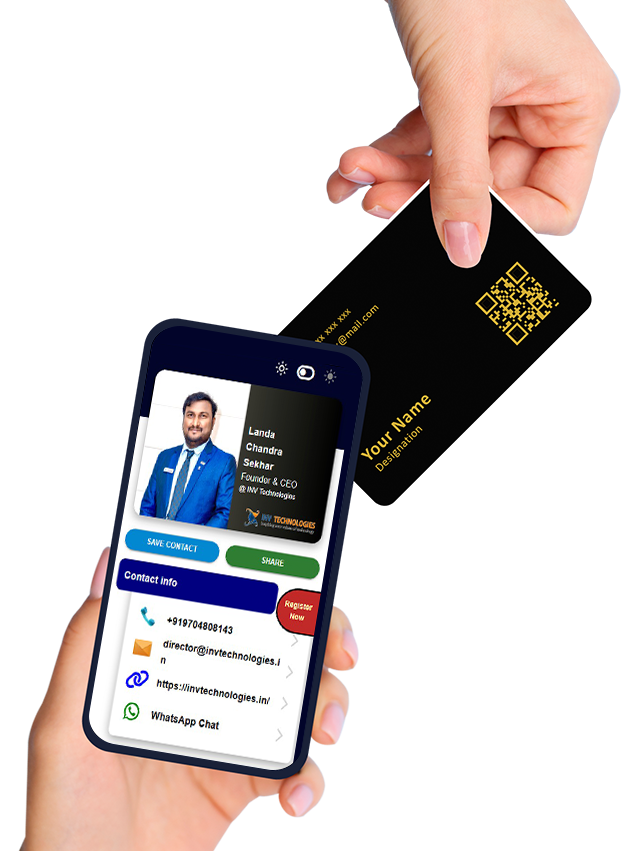 xx xxx xxx
@mail.com
Your Name
Designation
Landa
Chandra
Sekhar
Founder & CEO
@ INV Technologies
INV TECHNOLOGIES
SAVE CONTACT
SHARE
Contact info
Register
Now
+919704808143
director@invtechnologies.i
n
https://invtechnologies.in/
WhatsApp Chat